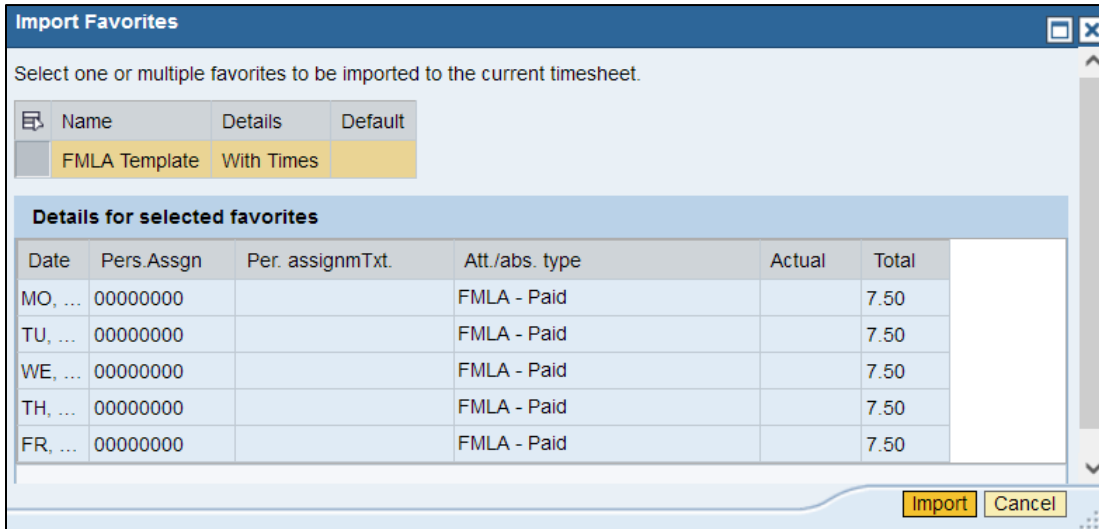 Import Favorites
Select one or multiple favorites to be imported to the current timesheet.
Name Details Default
FMLA Template With Times
Details for selected favorites
Date Pers.Assgn Per. assignmTxt. Att./abs. type Actual Total
MO, ... 00000000 FMLA - Paid 7.50
TU, ... 00000000 FMLA - Paid 7.50
WE, ... 00000000 FMLA - Paid 7.50
TH, ... 00000000 FMLA - Paid 7.50
FR, ... 00000000 FMLA - Paid 7.50
Import Cancel